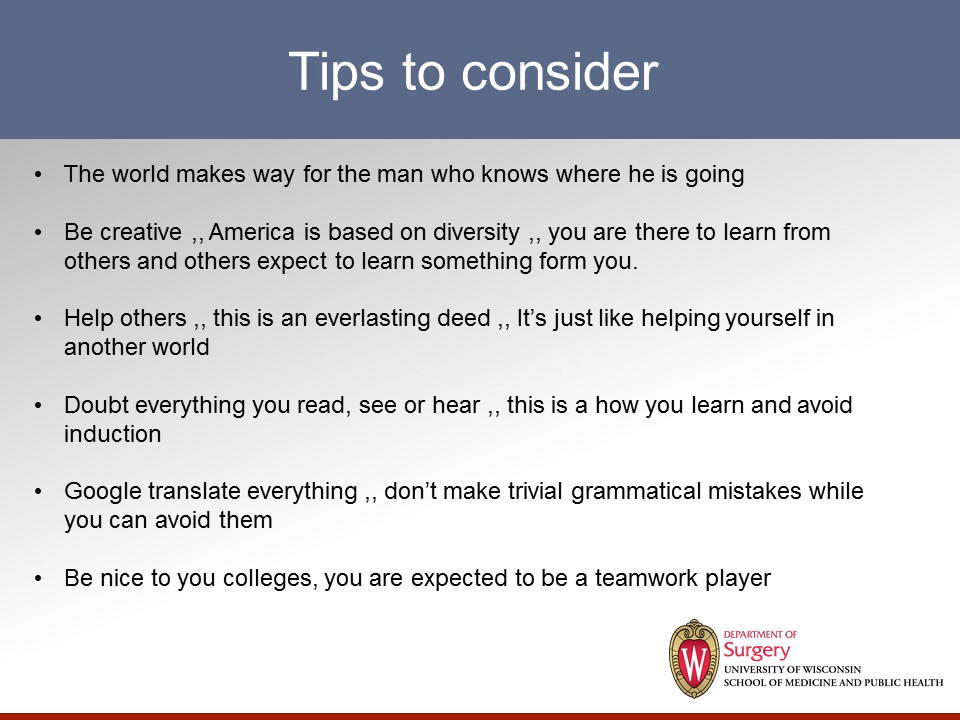 Tips to consider
• The world makes way for the man who knows where he is going
• Be creative ,, America is based on diversity ,, you are there to learn from
others and others expect to learn something form you.
• Help others ,, this is an everlasting deed ,, It’s just like helping yourself in
another world
• Doubt everything you read, see or hear ,, this is a how you learn and avoid
induction
• Google translate everything ,, don’t make trivial grammatical mistakes while
you can avoid them
• Be nice to you colleges, you are expected to be a teamwork player
W
DEPARTMENT OF
Surgery
UNIVERSITY OF WISCONSIN
SCHOOL OF MEDICINE AND PUBLIC HEALTH